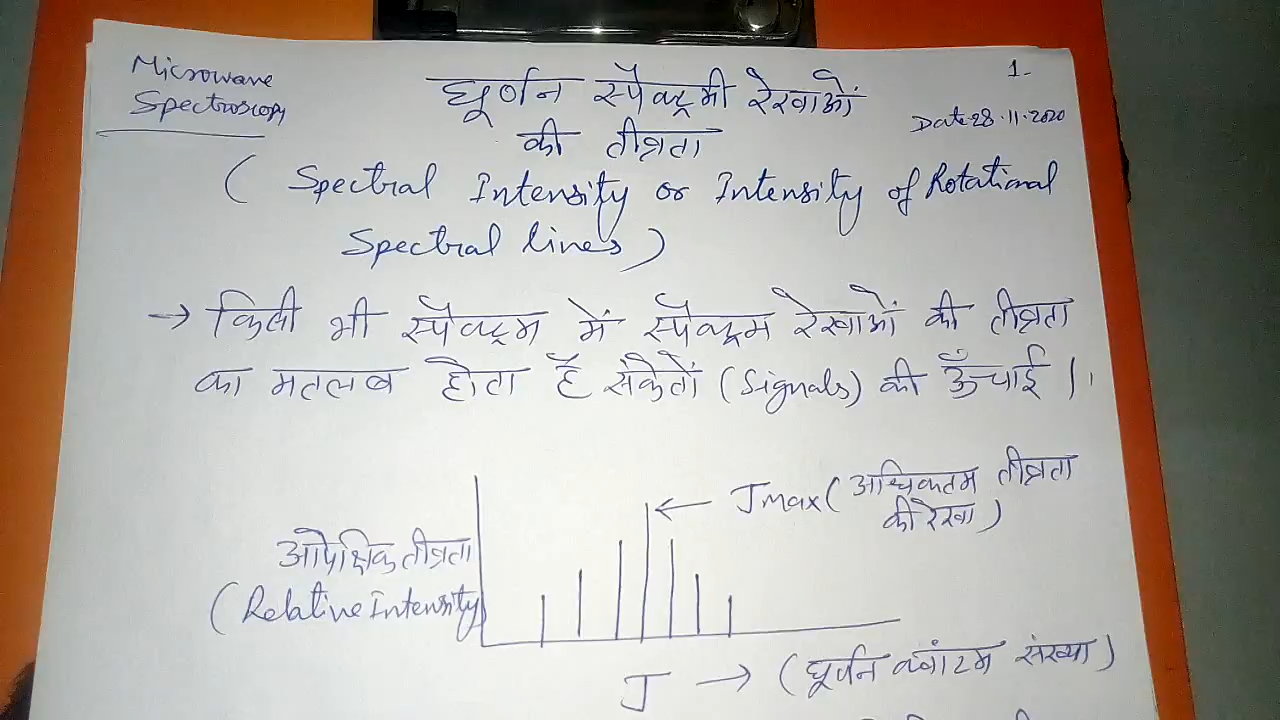 Microwave
Spectroscopy
1-
Date 28.11.2020
घूर्णन स्पैक्ट्रमी रेखाओं
की तीव्रता
( Spectral Intensity or Intensity of Rotational
Spectral lines)
→ किसी भी स्पैक्ट्रम में स्पैक्ट्रम रेखाओं की तीव्रता
का मतलब होता है संकेतों (Signals) की ऊँचाई ।
← Jmax ( अधिकतम तीव्रता
की रेखा )
आपेक्षिक तीव्रता
(Relative Intensity)
J → ( घूर्णन क्वांटम संख्या )